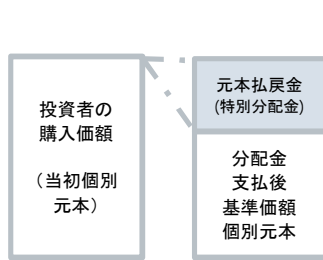 投資者の
購入価額
（当初個別
元本）
元本払戻金
(特別分配金)
分配金
支払後
基準価額
個別元本